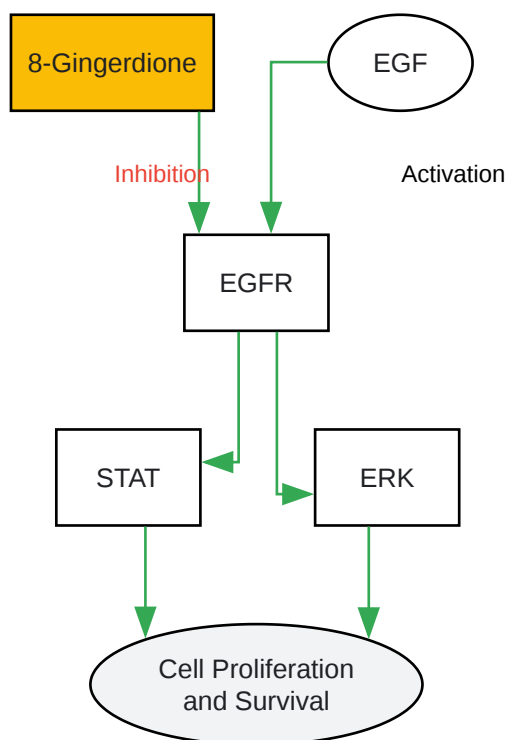 8-Gingerdione
EGF
Inhibition
Activation
EGFR
STAT
ERK
Cell Proliferation
and Survival